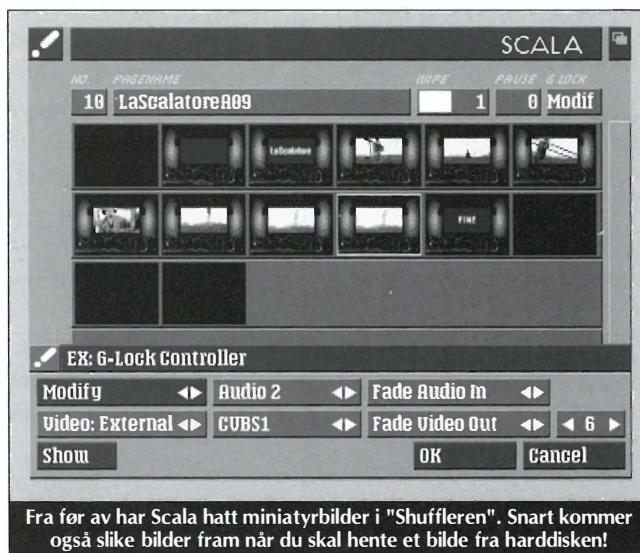 SCALA
NO. PAGENAME WIPE PAUSE G LOCK
10 LaScalatoreA09 1 0 Modif
LaScalatore
FINE
EX: G-Lock Controller
Modify Audio 2 Fade Audio In
Video: External CVBS1 Fade Video Out 6
Show OK Cancel
Fra før av har Scala hatt miniatyrbilder i "Shuffleren". Snart kommer
også slike bilder fram når du skal hente et bilde fra harddisken!